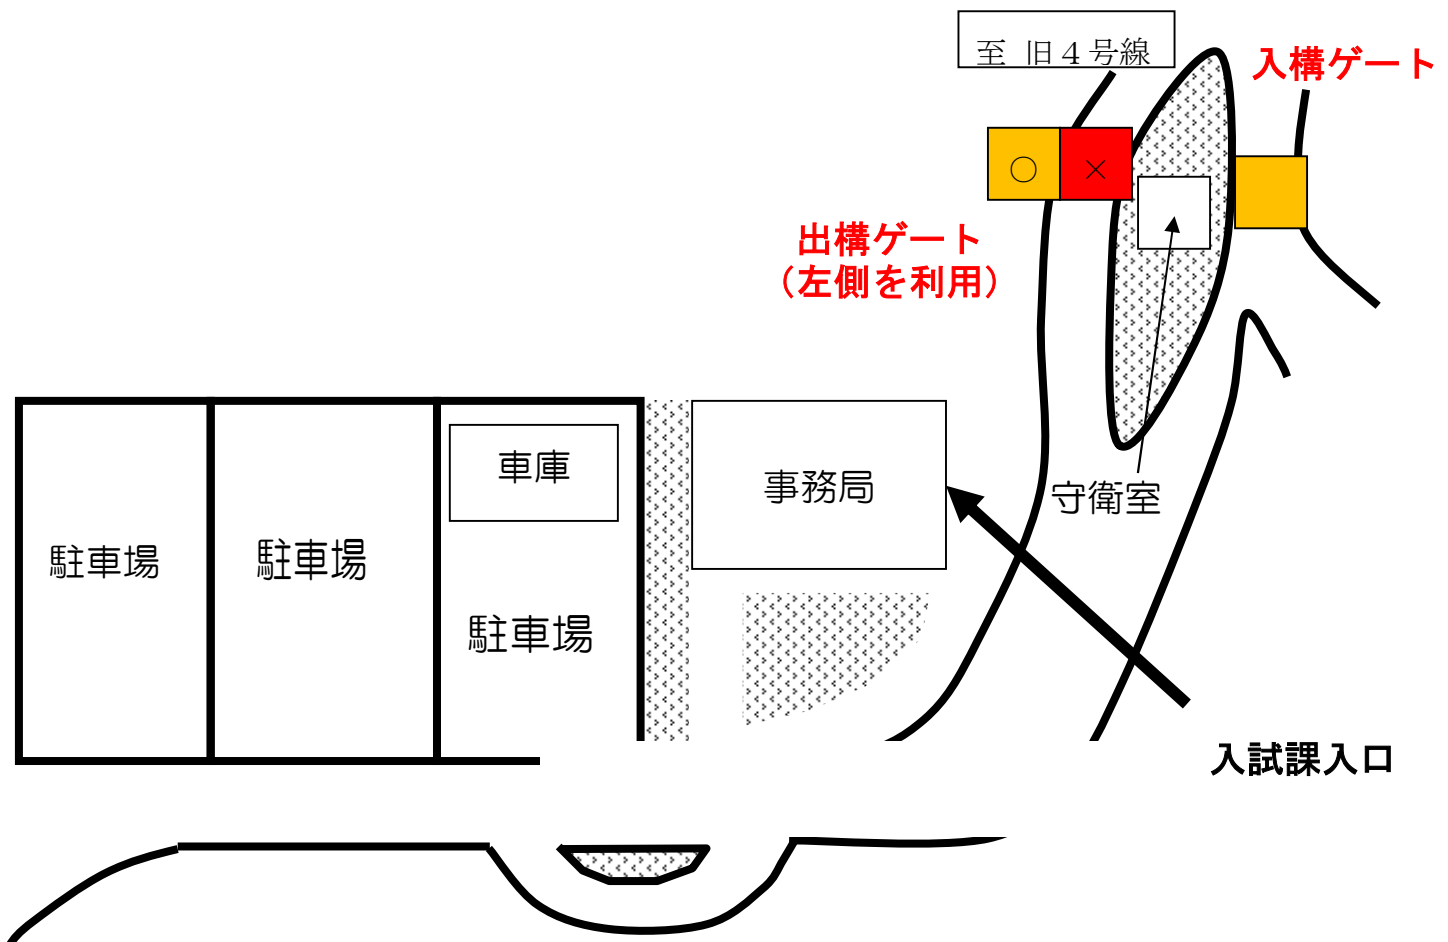 至 旧４号線
入構ゲート
○
×
出構ゲート
（左側を利用）
車庫
事務局
守衛室
駐車場
駐車場
駐車場
入試課入口